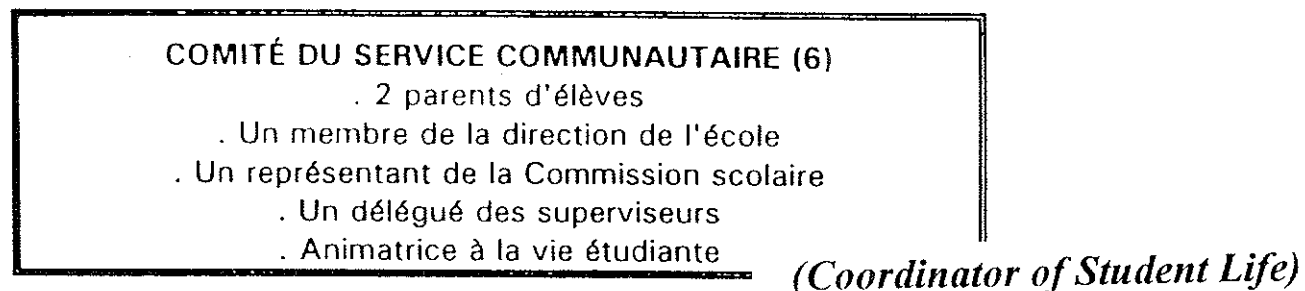 COMITÉ DU SERVICE COMMUNAUTAIRE (6)
. 2 parents d'élèves
. Un membre de la direction de l'école
. Un représentant de la Commission scolaire
. Un délégué des superviseurs
. Animatrice à la vie étudiante
(Coordinator of Student Life)